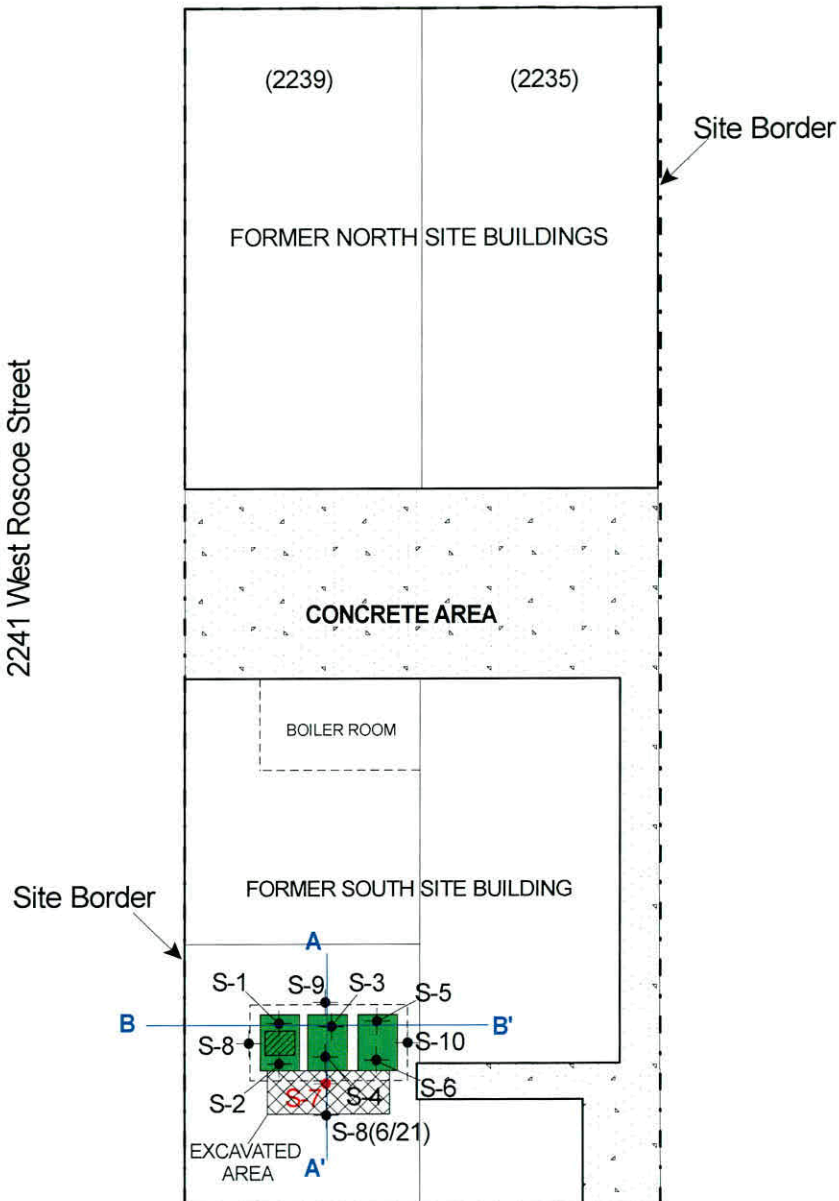 (2239)
(2235)
Site Border
FORMER NORTH SITE BUILDINGS
2241 West Roscoe Street
CONCRETE AREA
BOILER ROOM
FORMER SOUTH SITE BUILDING
Site Border
A
S-9
S-1
S-3
S-5
B
B'
S-8
S-10
S-2
S-7
S-4
S-6
S-8(6/21)
EXCAVATED
AREA
A'